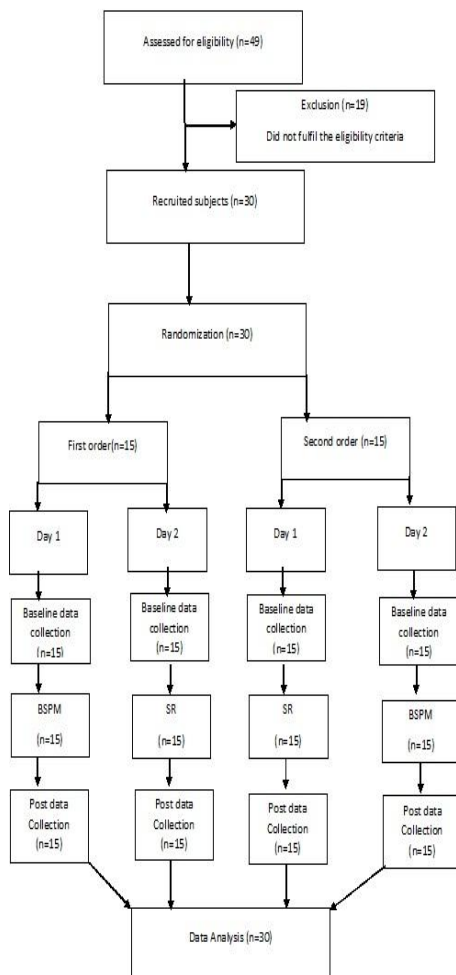 Assessed for eligibility (n=49)
Exclusion (n=19)
Did not fulfil the eligibility criteria
Recruited subjects (n=30)
Randomization (n=30)
First order(n=15)
Second order (n=15)
Day 1
Day 2
Day 1
Day 2
Baseline data
collection
(n=15)
Baseline data
collection
(n=15)
Baseline data
collection
(n=15)
Baseline data
collection
(n=15)
BSPM
(n=15)
SR
(n=15)
SR
(n=15)
BSPM
(n=15)
Post data
Collection
(n=15)
Post data
Collection
(n=15)
Post data
Collection
(n=15)
Post data
Collection
(n=15)
Data Analysis (n=30)